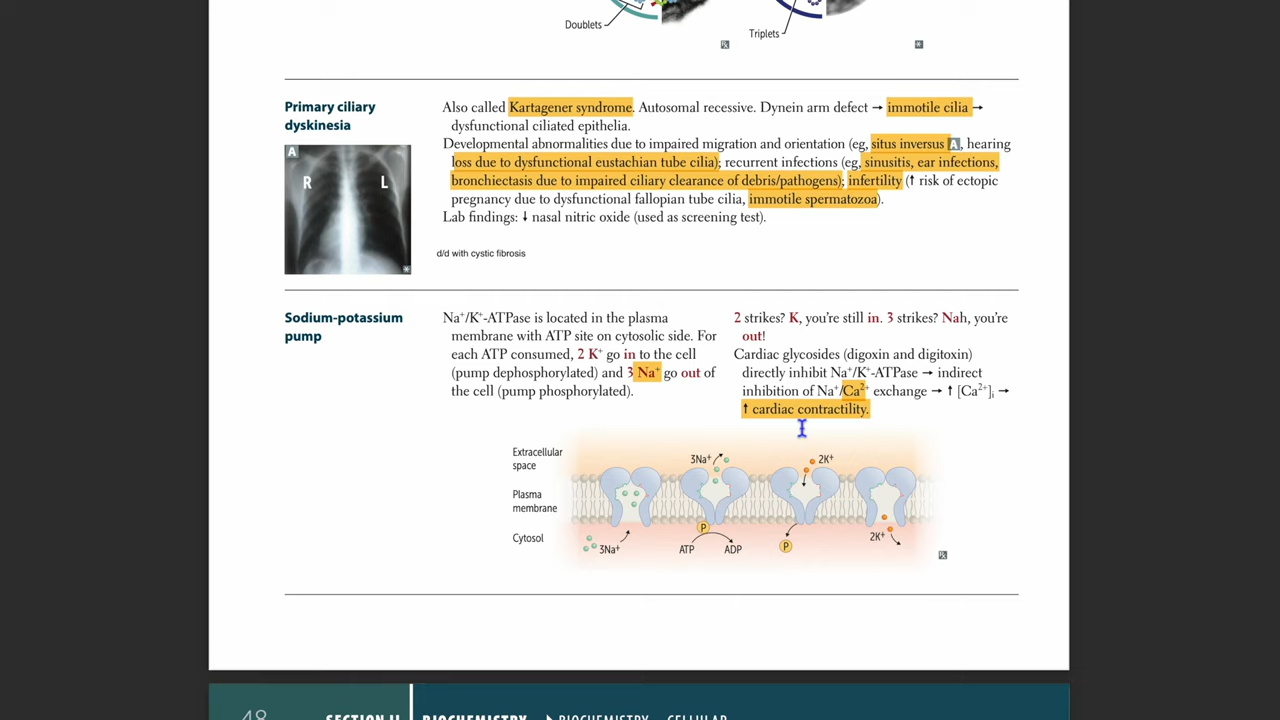 Doublets
Triplets
Primary ciliary
dyskinesia
A
R
L
Also called Kartagener syndrome. Autosomal recessive. Dynein arm defect → immotile cilia →
dysfunctional ciliated epithelia.
Developmental abnormalities due to impaired migration and orientation (eg, situs inversus A, hearing
loss due to dysfunctional eustachian tube cilia); recurrent infections (eg, sinusitis, ear infections,
bronchiectasis due to impaired ciliary clearance of debris/pathogens); infertility (↑ risk of ectopic
pregnancy due to dysfunctional fallopian tube cilia, immotile spermatozoa).
Lab findings: ↓ nasal nitric oxide (used as screening test).
d/d with cystic fibrosis
Sodium-potassium
pump
Na⁺/K⁺-ATPase is located in the plasma
membrane with ATP site on cytosolic side. For
each ATP consumed, 2 K⁺ go in to the cell
(pump dephosphorylated) and 3 Na⁺ go out of
the cell (pump phosphorylated).
2 strikes? K, you're still in. 3 strikes? Nah, you're
out!
Cardiac glycosides (digoxin and digitoxin)
directly inhibit Na⁺/K⁺-ATPase → indirect
inhibition of Na⁺/Ca²⁺ exchange → ↑ [Ca²⁺]ᵢ →
↑ cardiac contractility.
Extracellular
space
Plasma
membrane
Cytosol
3Na⁺
3Na⁺
P
ATP
ADP
2K⁺
P
2K⁺
48
SECTION II
BIOCHEMISTRY
BIOCHEMISTRY—CELLULAR